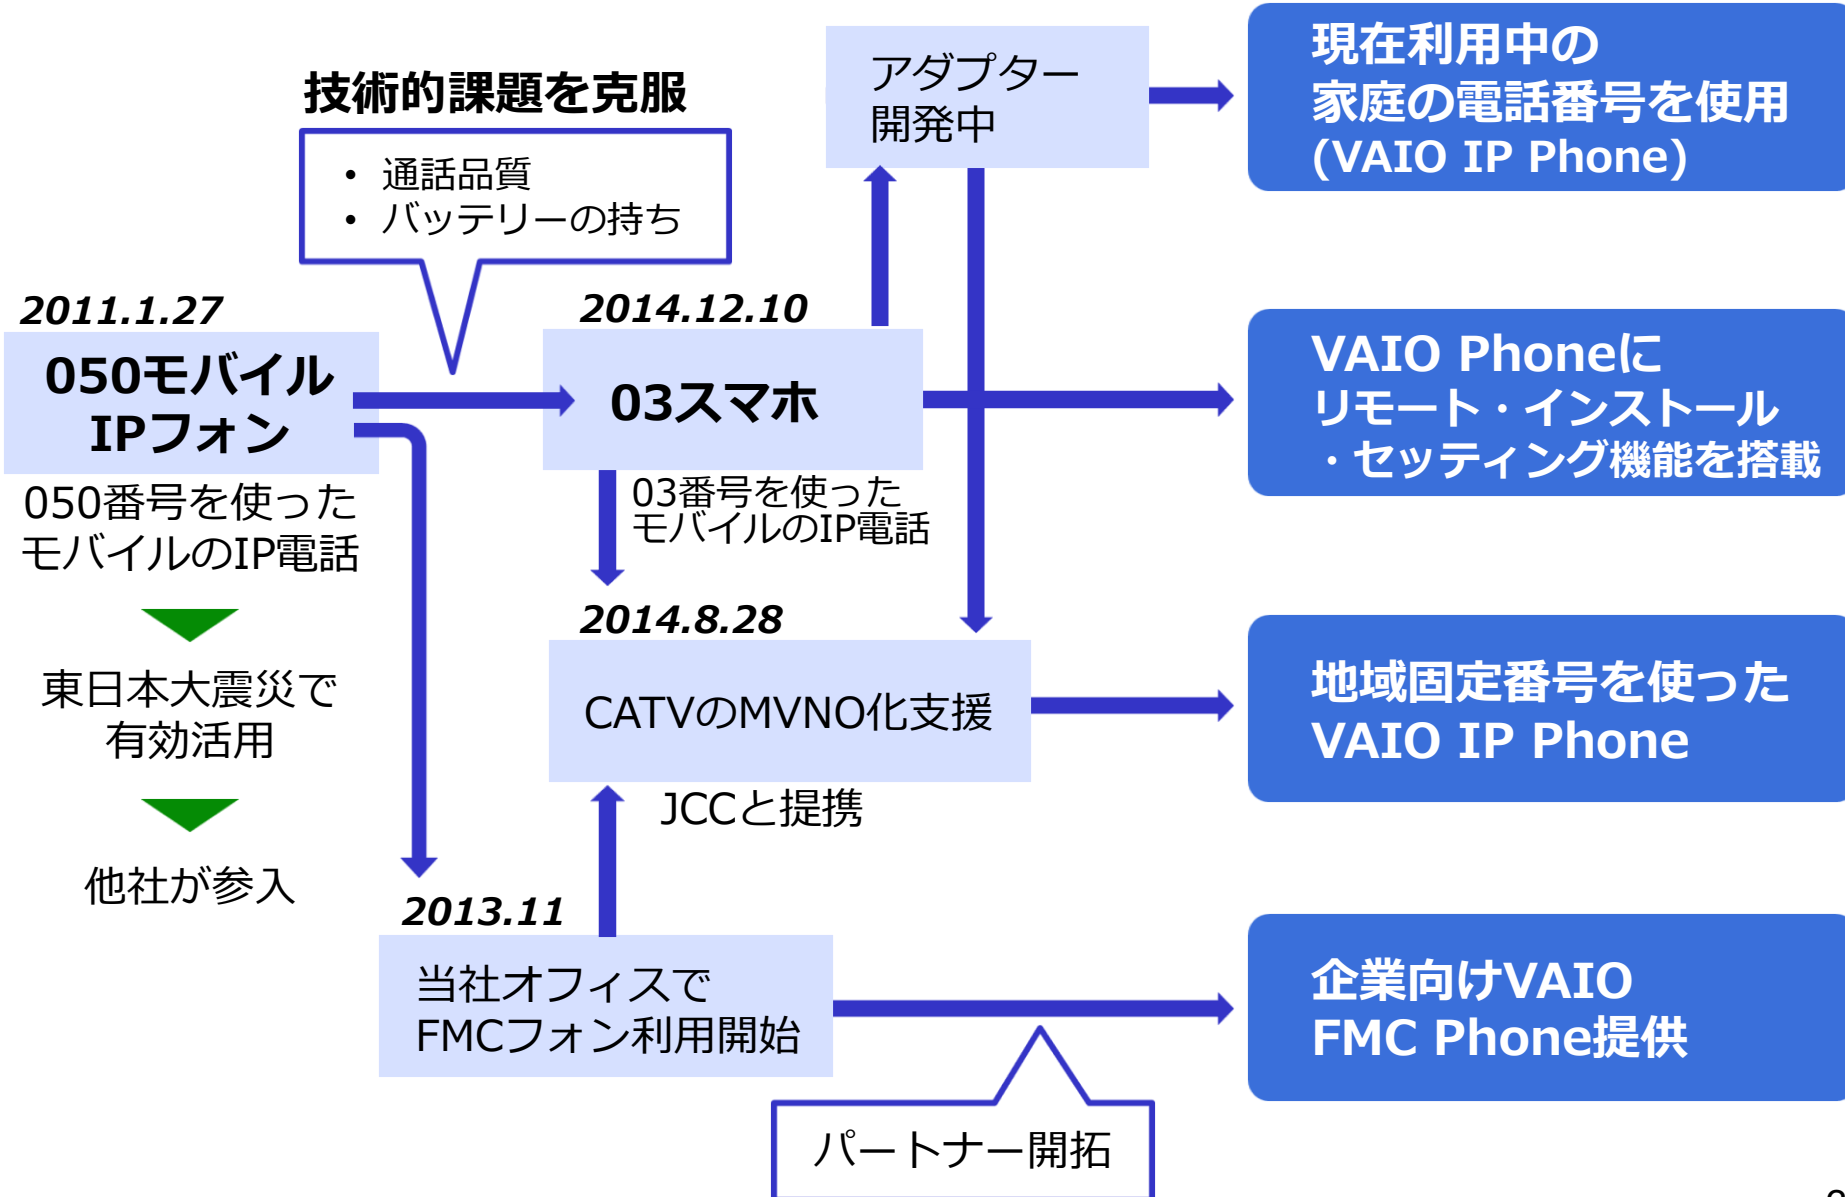 技術的課題を克服
• 通話品質
• バッテリーの持ち
アダプター
開発中
現在利用中の
家庭の電話番号を使用
(VAIO IP Phone)
2011.1.27
050モバイル
IPフォン
050番号を使った
モバイルのIP電話
東日本大震災で
有効活用
他社が参入
2014.12.10
03スマホ
03番号を使った
モバイルのIP電話
VAIO Phoneに
リモート・インストール
・セッティング機能を搭載
2014.8.28
CATVのMVNO化支援
JCCと提携
地域固定番号を使った
VAIO IP Phone
2013.11
当社オフィスで
FMCフォン利用開始
企業向けVAIO
FMC Phone提供
パートナー開拓